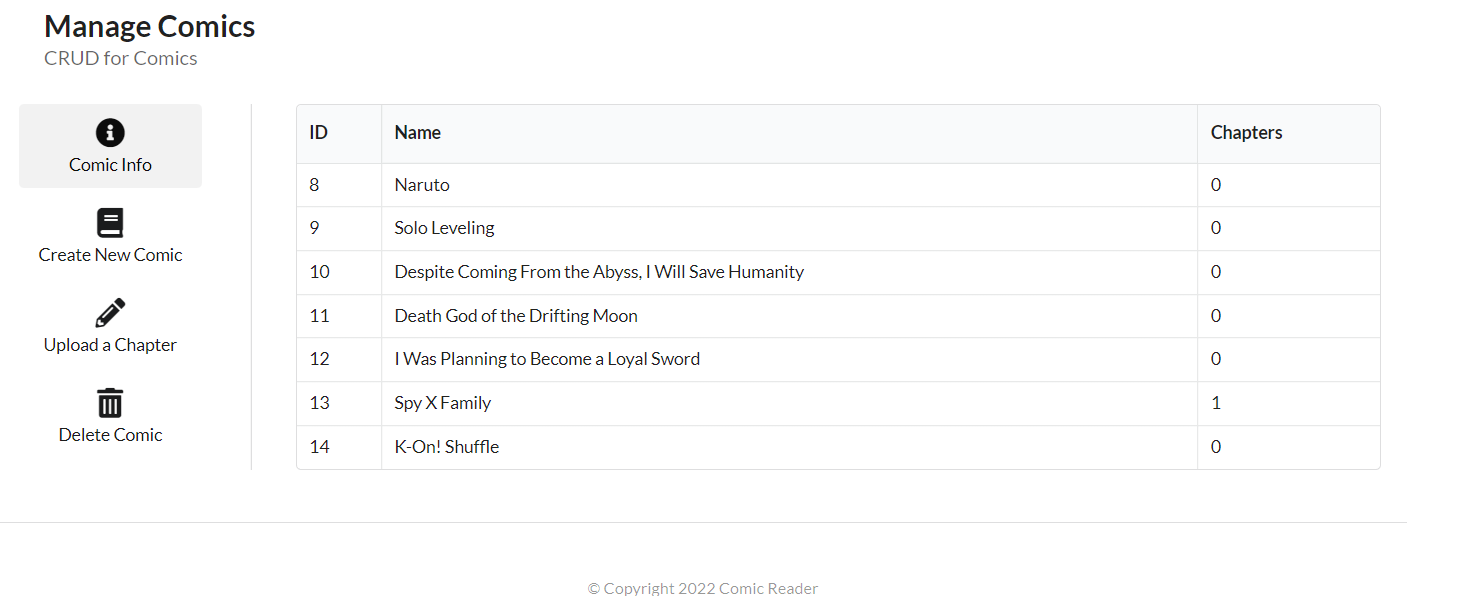 Manage Comics
CRUD for Comics
Comic Info
Create New Comic
Upload a Chapter
Delete Comic
ID Name Chapters
8 Naruto 0
9 Solo Leveling 0
10 Despite Coming From the Abyss, I Will Save Humanity 0
11 Death God of the Drifting Moon 0
12 I Was Planning to Become a Loyal Sword 0
13 Spy X Family 1
14 K-On! Shuffle 0
© Copyright 2022 Comic Reader